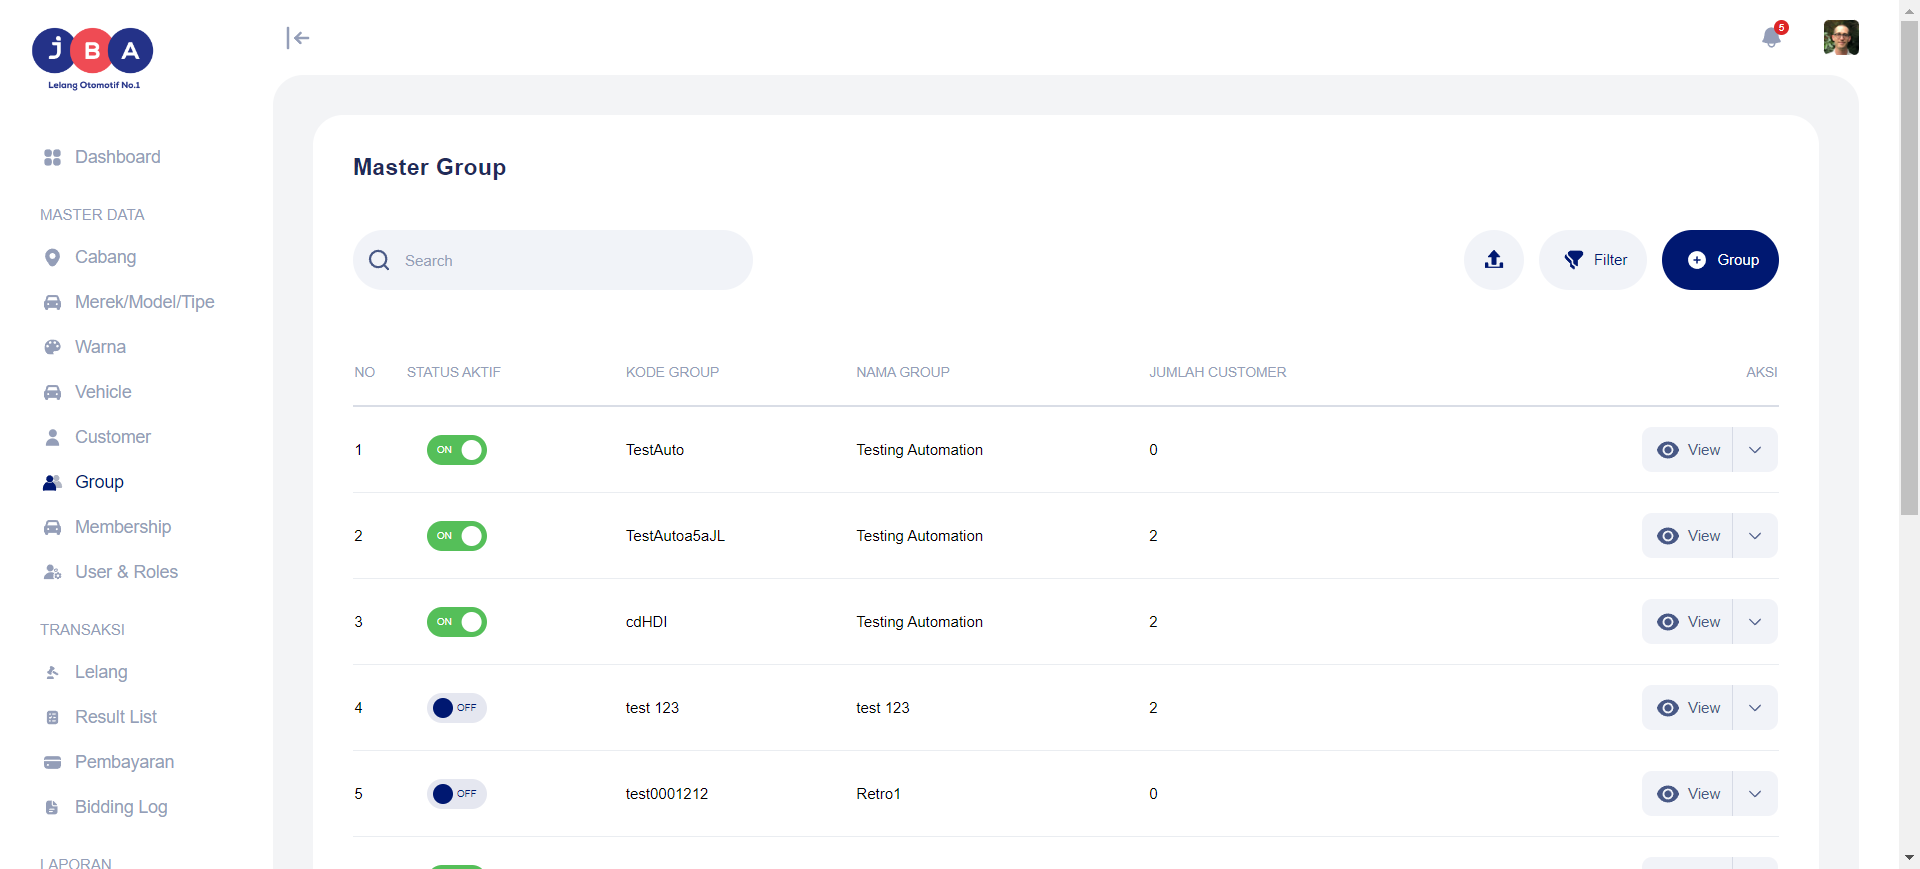 JBA
Lelang Otomotif No.1
5
Dashboard
MASTER DATA
Cabang
Merek/Model/Tipe
Warna
Vehicle
Customer
Group
Membership
User & Roles
TRANSAKSI
Lelang
Result List
Pembayaran
Bidding Log
LAPORAN
Master Group
Search
Filter
Group
NO STATUS AKTIF KODE GROUP NAMA GROUP JUMLAH CUSTOMER AKSI
1 ON TestAuto Testing Automation 0 View
2 ON TestAutoa5aJL Testing Automation 2 View
3 ON cdHDI Testing Automation 2 View
4 OFF test 123 test 123 2 View
5 OFF test0001212 Retro1 0 View